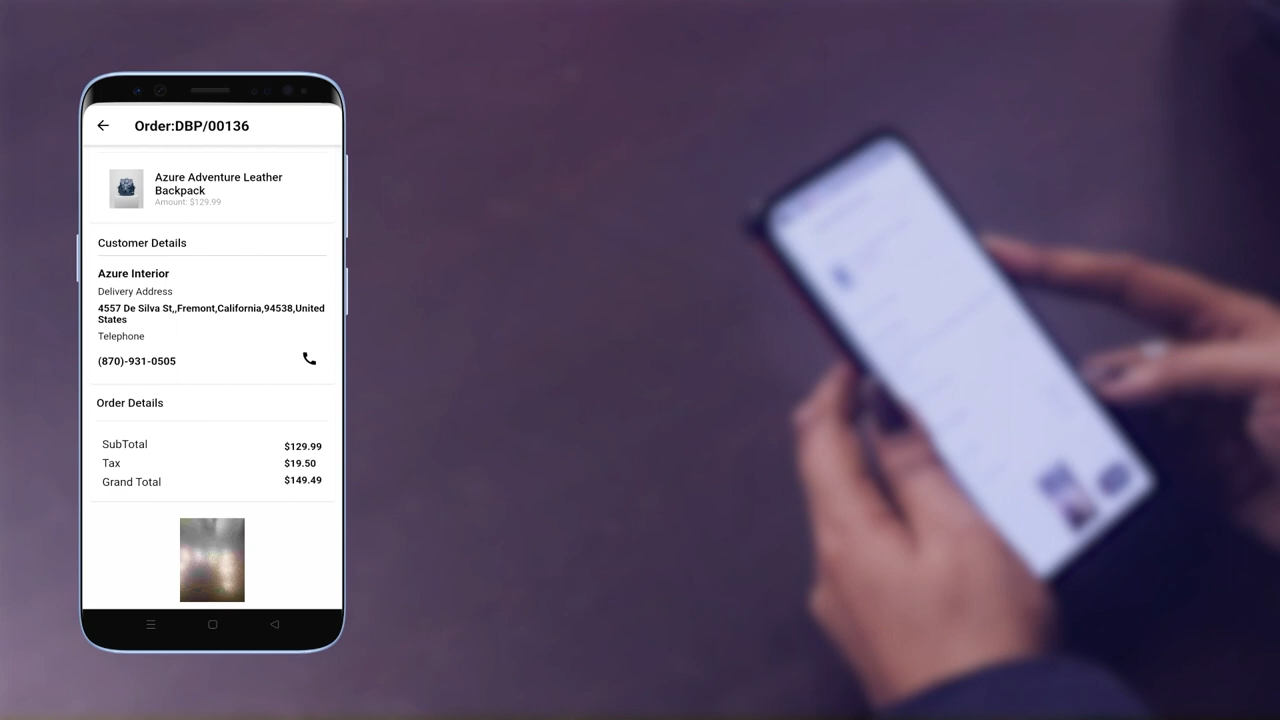 Order:DBP/00136
Azure Adventure Leather
Backpack
Amount: $129.99
Customer Details
Azure Interior
Delivery Address
4557 De Silva St,,Fremont,California,94538,United
States
Telephone
(870)-931-0505
Order Details
SubTotal $129.99
Tax $19.50
Grand Total $149.49